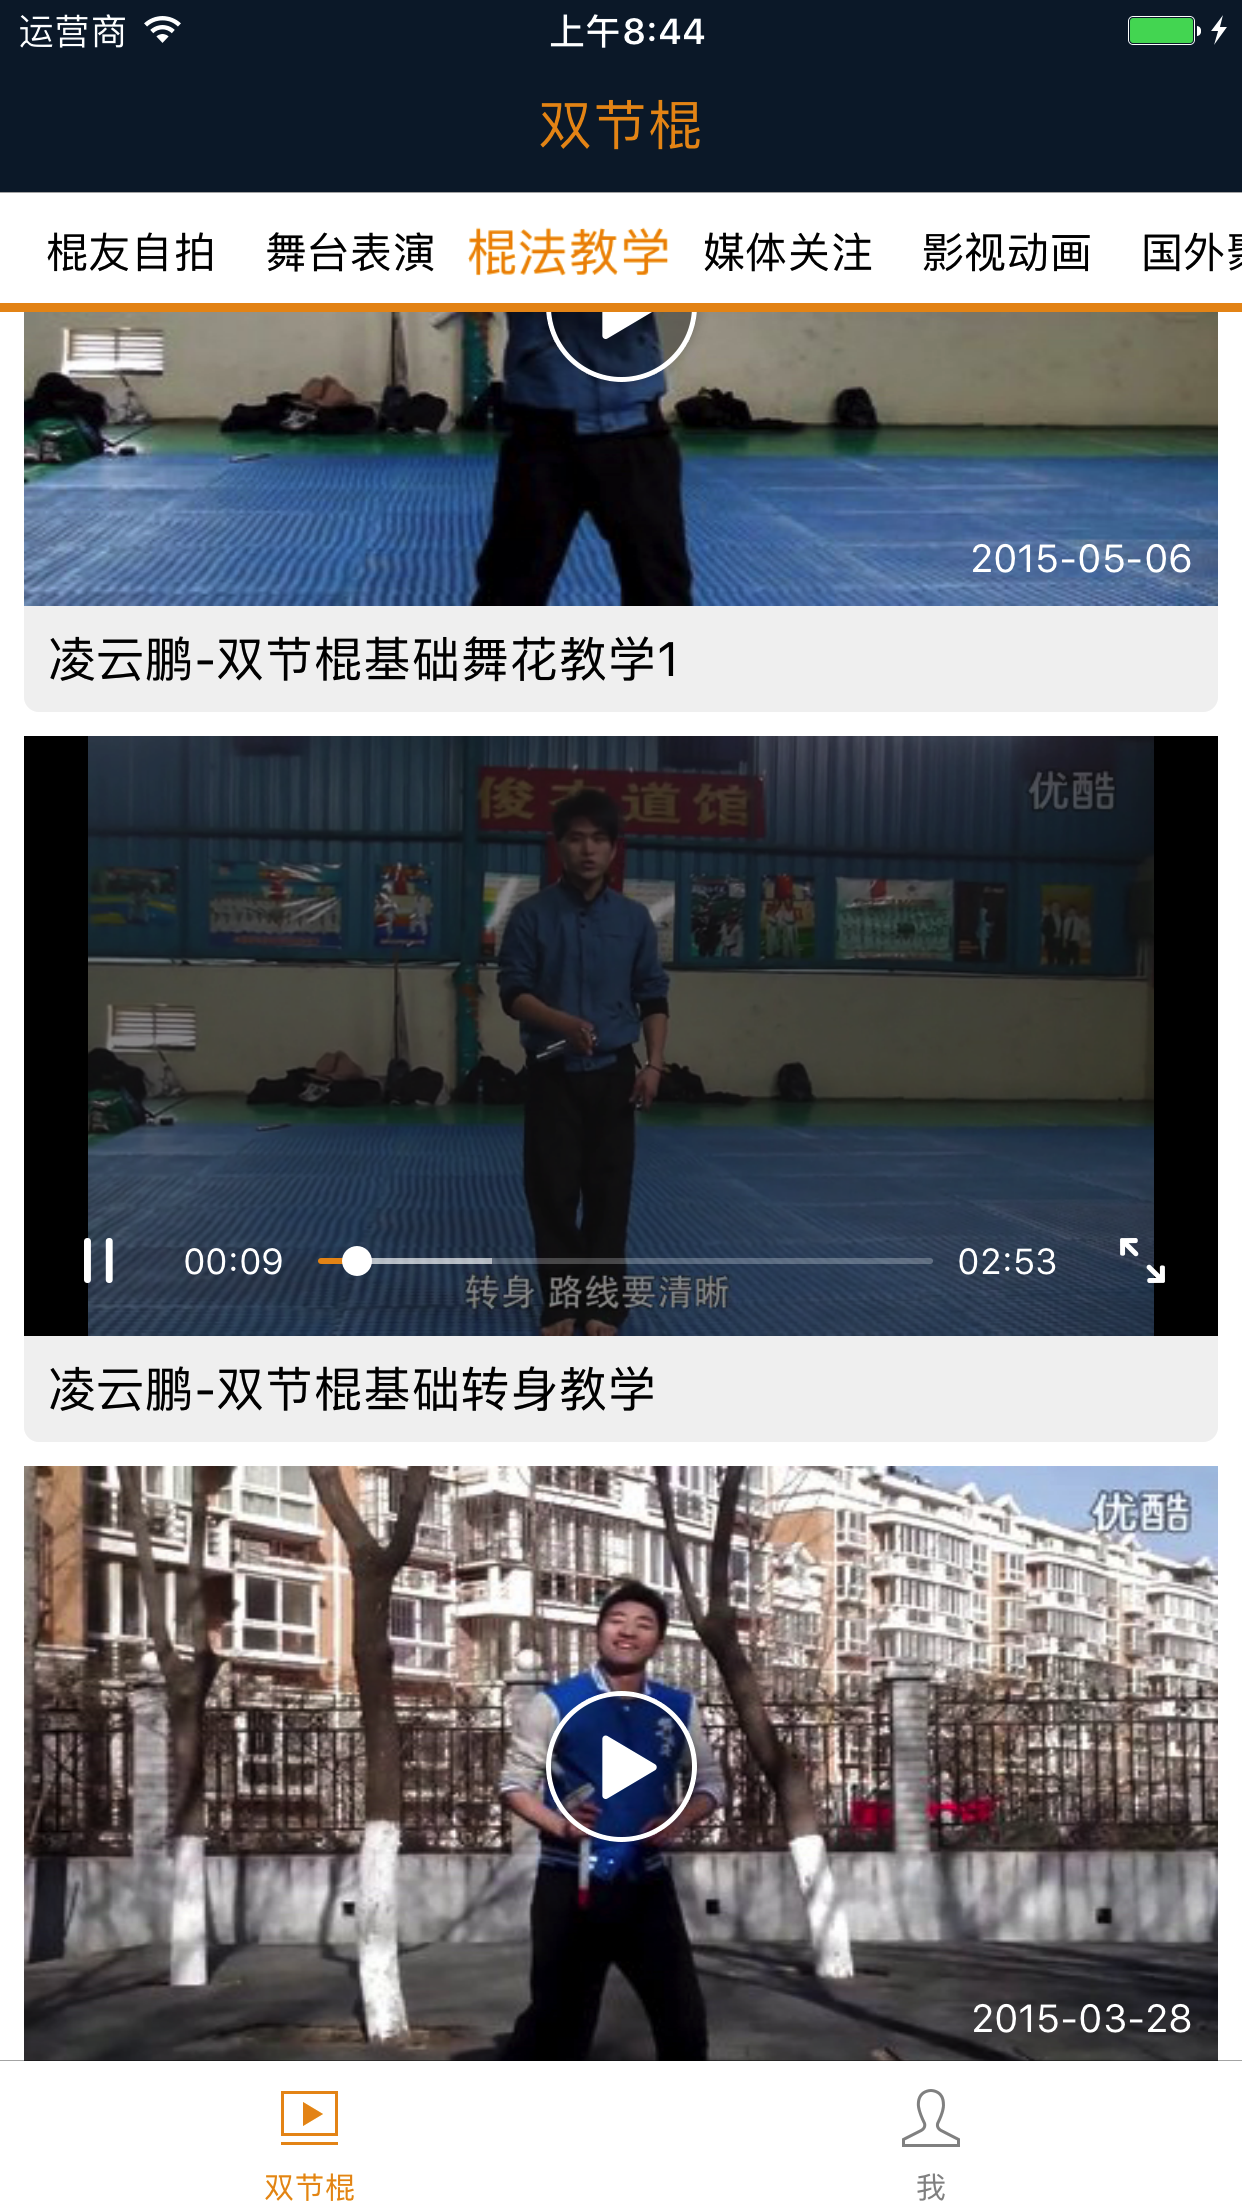 运营商
上午8:44
双节棍
棍友自拍 舞台表演 棍法教学 媒体关注 影视动画 国外
2015-05-06
凌云鹏-双节棍基础舞花教学1
优酷
俊 道馆
00:09
02:53
转身 路线要清晰
凌云鹏-双节棍基础转身教学
优酷
2015-03-28
双节棍
我